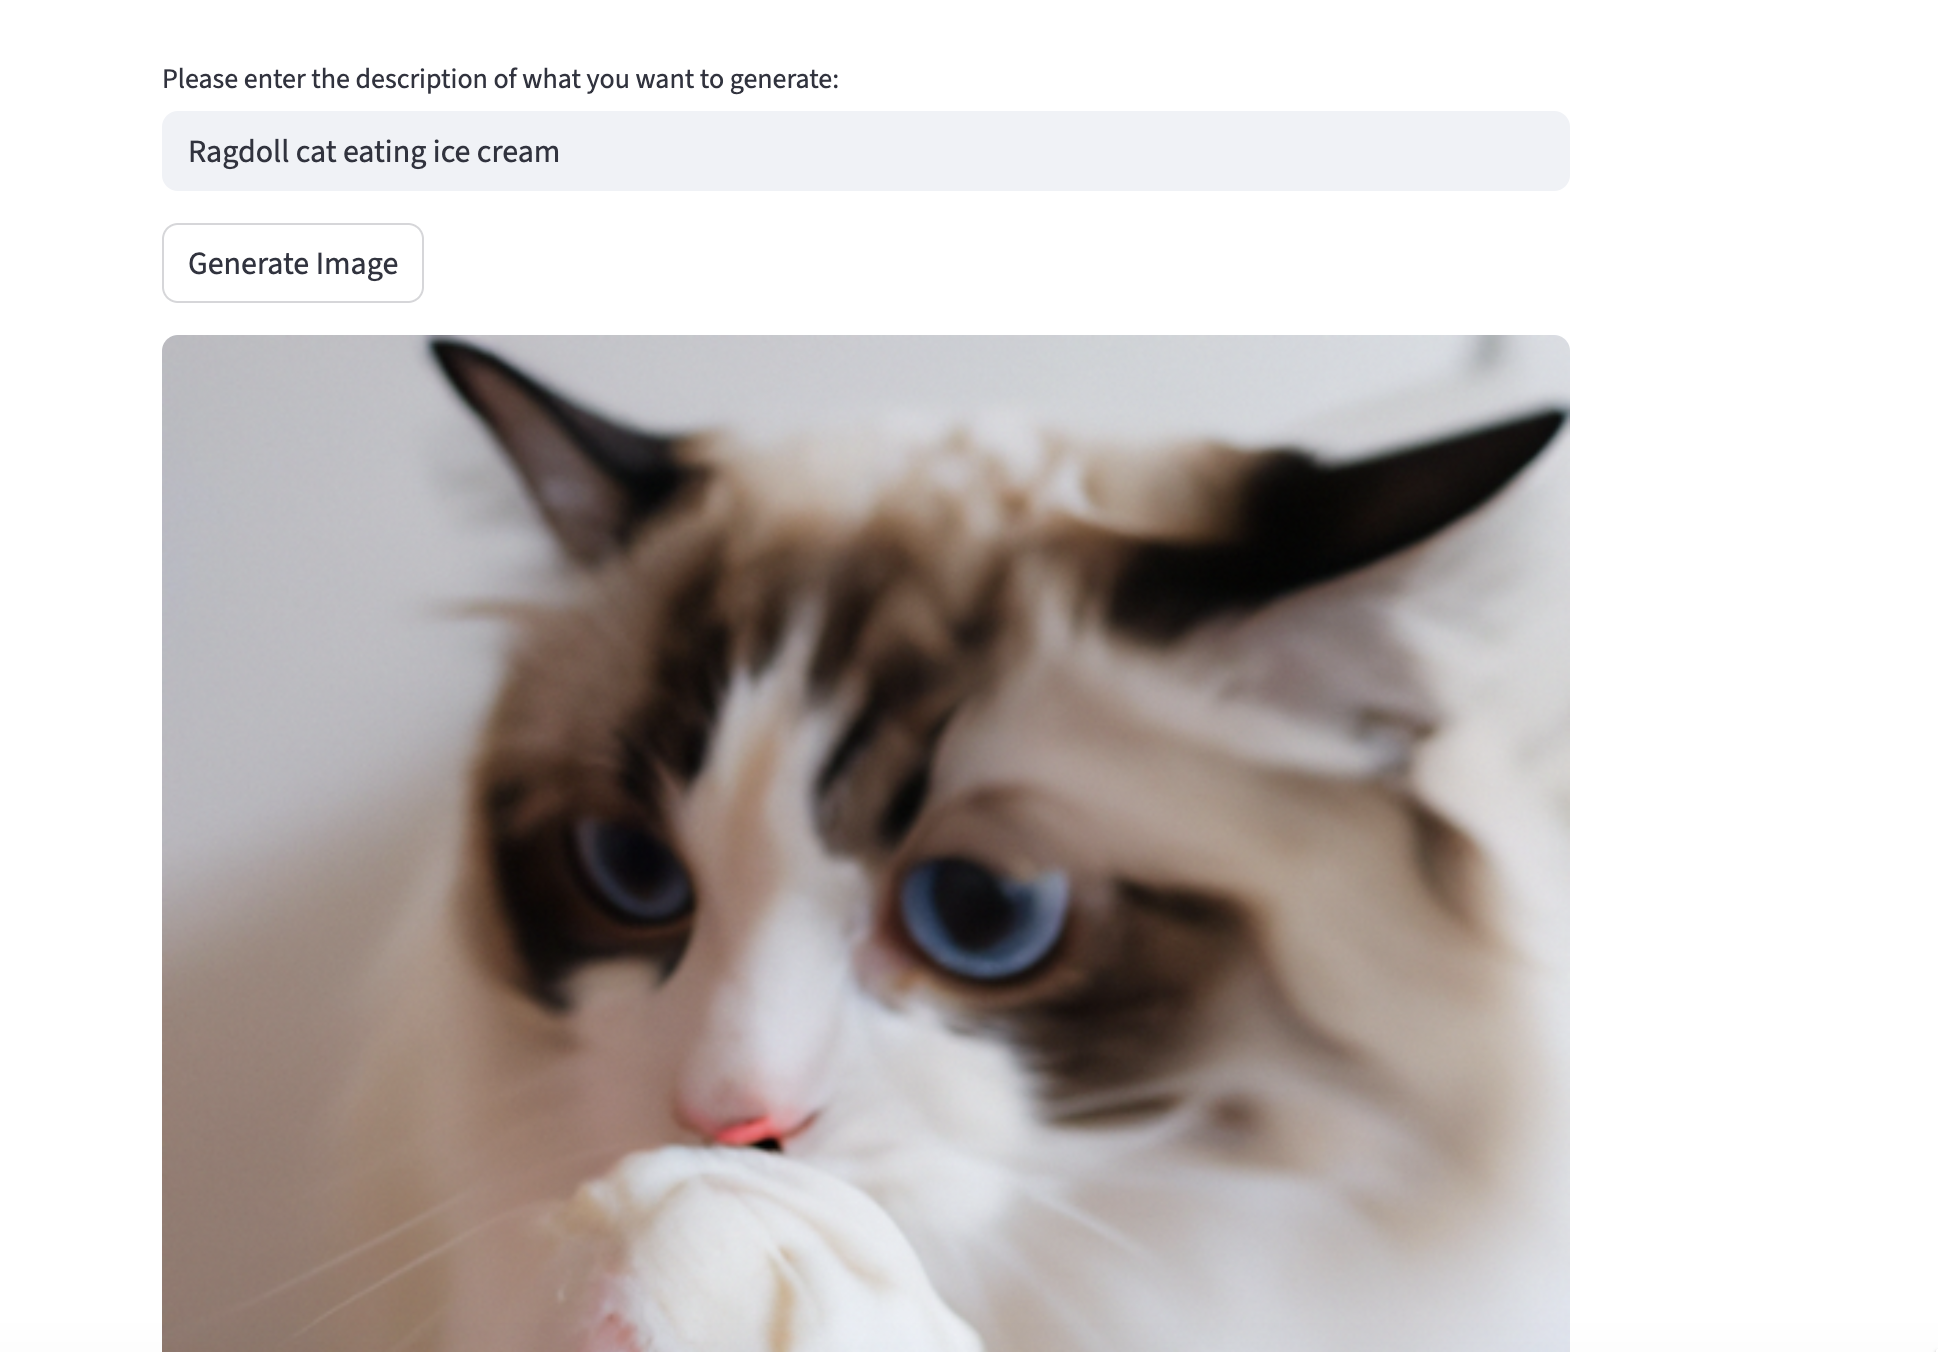 Please enter the description of what you want to generate:
Ragdoll cat eating ice cream
Generate Image